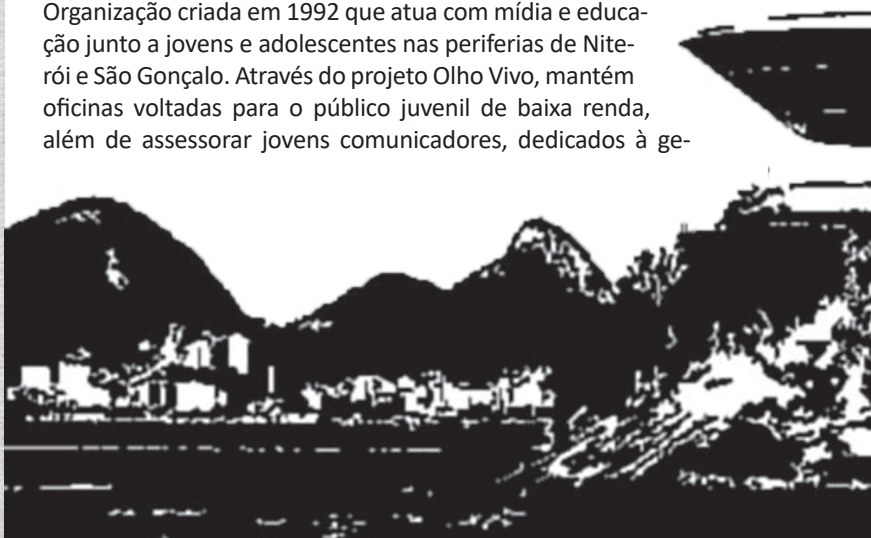 Organização criada em 1992 que atua com mídia e educa-
ção junto a jovens e adolescentes nas periferias de Nite-
rói e São Gonçalo. Através do projeto Olho Vivo, mantém
oficinas voltadas para o público juvenil de baixa renda,
além de assessorar jovens comunicadores, dedicados à ge-